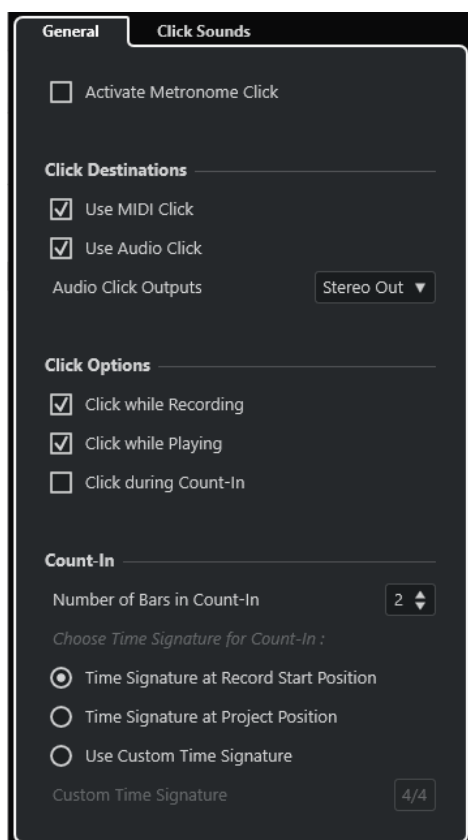 General Click Sounds
Activate Metronome Click
Click Destinations
Use MIDI Click
Use Audio Click
Audio Click Outputs Stereo Out
Click Options
Click while Recording
Click while Playing
Click during Count-In
Count-In
Number of Bars in Count-In 2
Choose Time Signature for Count-In :
Time Signature at Record Start Position
Time Signature at Project Position
Use Custom Time Signature
Custom Time Signature 4/4